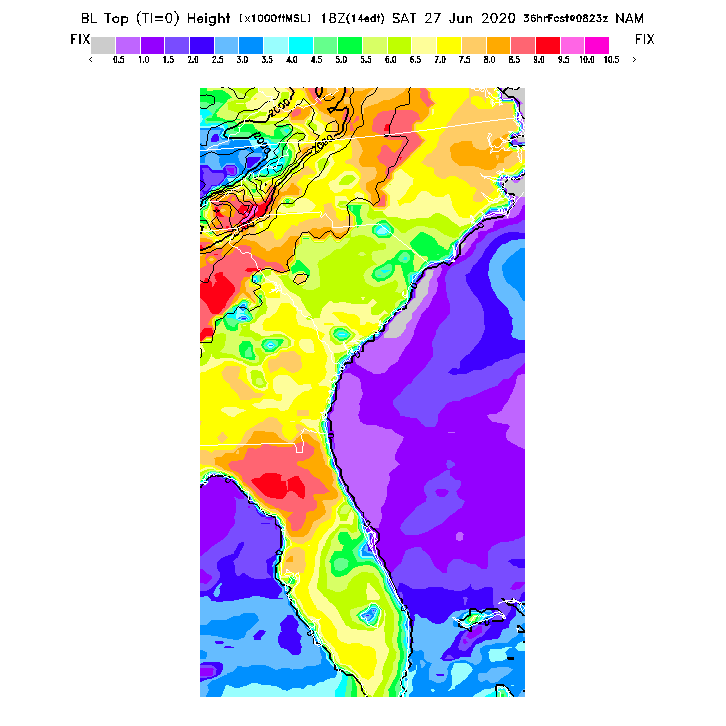 BL Top (TI=0) Height [x1000ftMSL] 18Z(14edt) SAT 27 Jun 2020 36hrFcst@0823z NAM
FIX FIX
< 0.5 1.0 1.5 2.0 2.5 3.0 3.5 4.0 4.5 5.0 5.5 6.0 6.5 7.0 7.5 8.0 8.5 9.0 9.5 10.0 10.5 >
2000
2000
2000